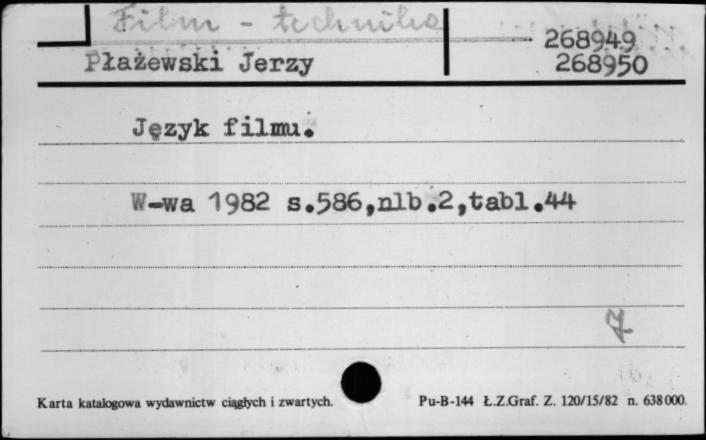 Film - technika
268949
Płażewski Jerzy 268950
Język filmu.
W-wa 1982 s.586,nlb.2,tabl.44
Karta katalogowa wydawnictw ciągłych i zwartych. Pu-B-144 Ł.Z.Graf. Z. 120/15/82 n. 638000.